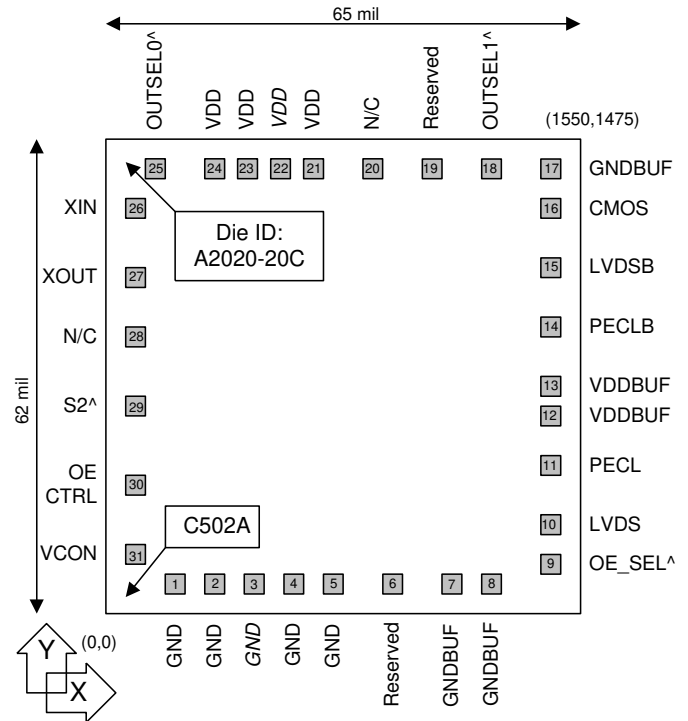 65 mil
OUTSEL0^
VDD
VDD
VDD
VDD
N/C
Reserved
OUTSEL1^
(1550,1475)
25
24
23
22
21
20
19
18
17
GNDBUF
XIN
26
16
CMOS
Die ID:
A2020-20C
XOUT
27
15
LVDSB
N/C
28
14
PECLB
62 mil
13
VDDBUF
S2^
29
12
VDDBUF
OE
CTRL
30
11
PECL
C502A
10
LVDS
VCON
31
9
OE_SEL^
1
2
3
4
5
6
7
8
GND
GND
GND
GND
GND
Reserved
GNDBUF
GNDBUF
Y
(0,0)
X